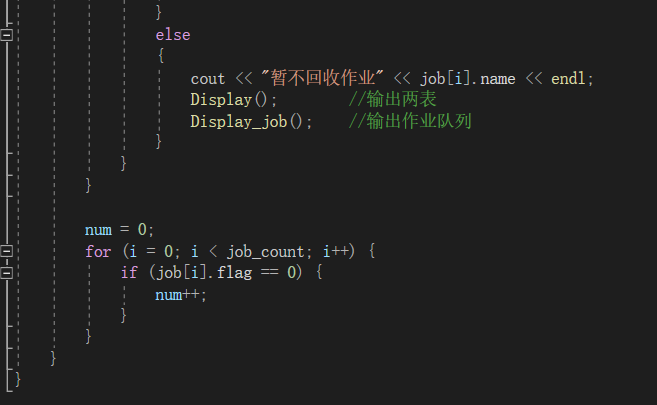 }
else
{
cout << "暂不回收作业" << job[i].name << endl;
Display(); //输出两表
Display_job(); //输出作业队列
}
}
}
num = 0;
for (i = 0; i < job_count; i++) {
if (job[i].flag == 0) {
num++;
}
}
}
}